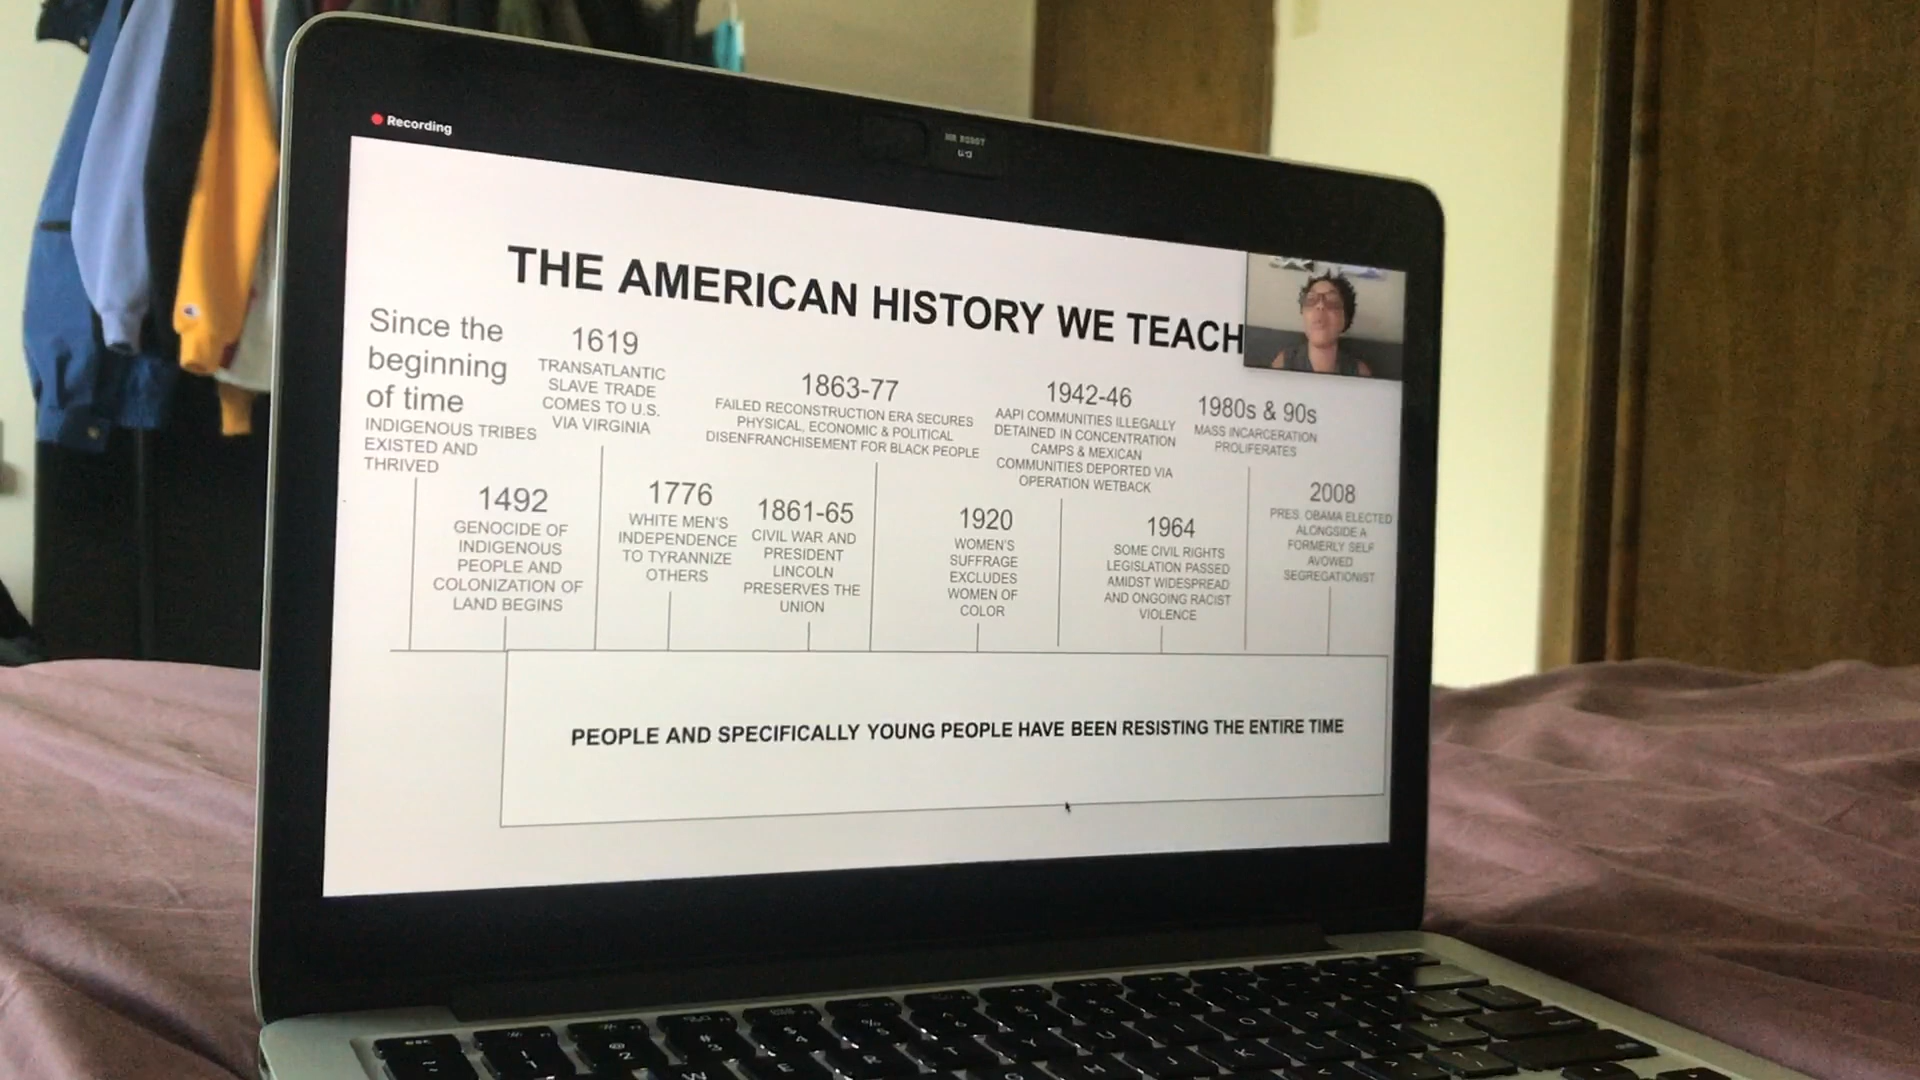 Recording
MR ROBOT
THE AMERICAN HISTORY WE TEACH
Since the
beginning
of time
INDIGENOUS TRIBES
EXISTED AND
THRIVED
1492
GENOCIDE OF
INDIGENOUS
PEOPLE AND
COLONIZATION OF
LAND BEGINS
1619
TRANSATLANTIC
SLAVE TRADE
COMES TO U.S.
VIA VIRGINIA
1776
WHITE MEN'S
INDEPENDENCE
TO TYRANNIZE
OTHERS
1861-65
CIVIL WAR AND
PRESIDENT
LINCOLN
PRESERVES THE
UNION
1863-77
FAILED RECONSTRUCTION ERA SECURES
PHYSICAL, ECONOMIC & POLITICAL
DISENFRANCHISEMENT FOR BLACK PEOPLE
1920
WOMEN'S
SUFFRAGE
EXCLUDES
WOMEN OF
COLOR
1942-46
AAPI COMMUNITIES ILLEGALLY
DETAINED IN CONCENTRATION
CAMPS & MEXICAN
COMMUNITIES DEPORTED VIA
OPERATION WETBACK
1964
SOME CIVIL RIGHTS
LEGISLATION PASSED
AMIDST WIDESPREAD
AND ONGOING RACIST
VIOLENCE
1980s & 90s
MASS INCARCERATION
PROLIFERATES
2008
PRES. OBAMA ELECTED
ALONGSIDE A
FORMERLY SELF
AVOWED
SEGREGATIONIST
PEOPLE AND SPECIFICALLY YOUNG PEOPLE HAVE BEEN RESISTING THE ENTIRE TIME